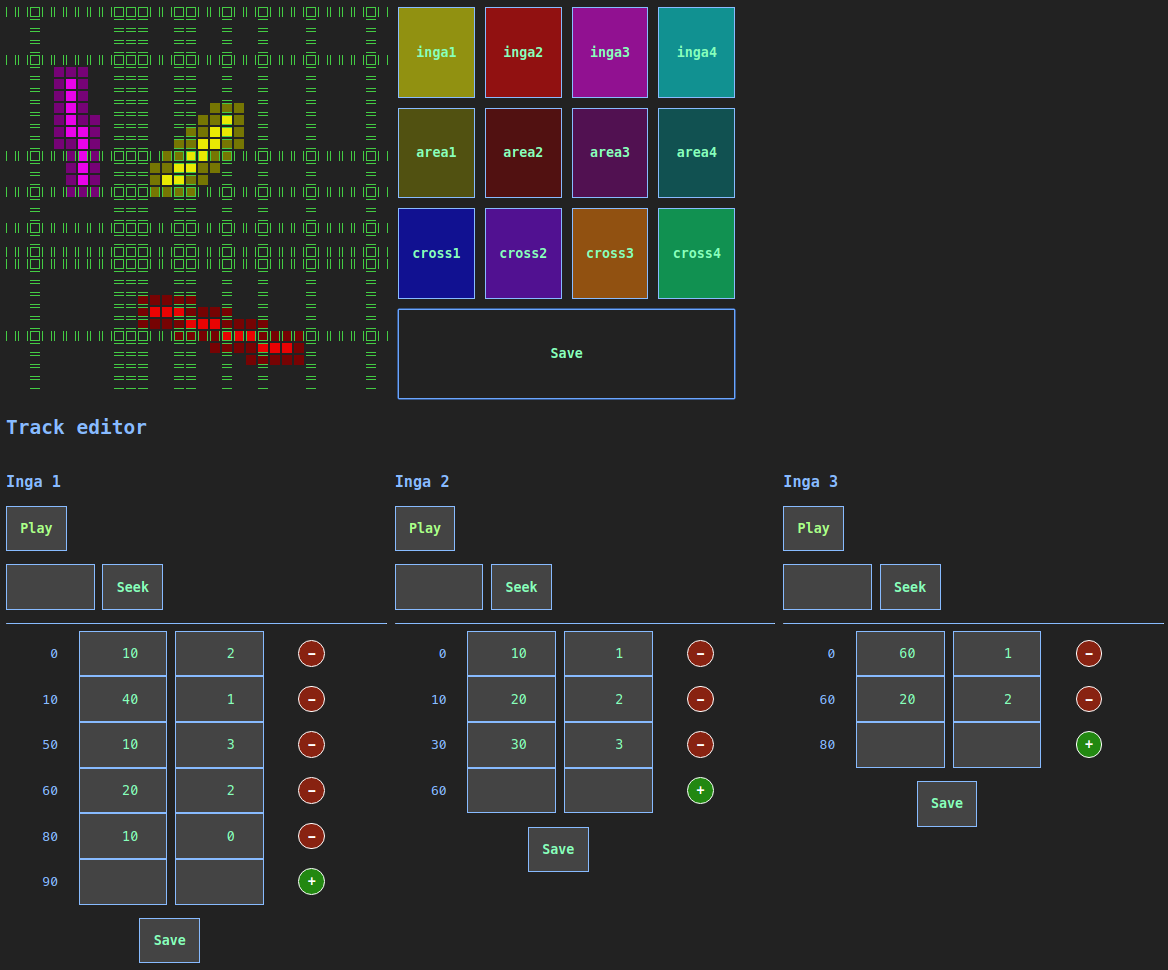 inga1 inga2 inga3 inga4
area1 area2 area3 area4
cross1 cross2 cross3 cross4
Save
Track editor
Inga 1 Inga 2 Inga 3
Play Play Play
Seek Seek Seek
0 10 2 − 0 10 1 − 0 60 1 −
10 40 1 − 10 20 2 − 60 20 2 −
50 10 3 − 30 30 3 − 80 +
60 20 2 − 60 +
Save
80 10 0 −
Save
90 +
Save